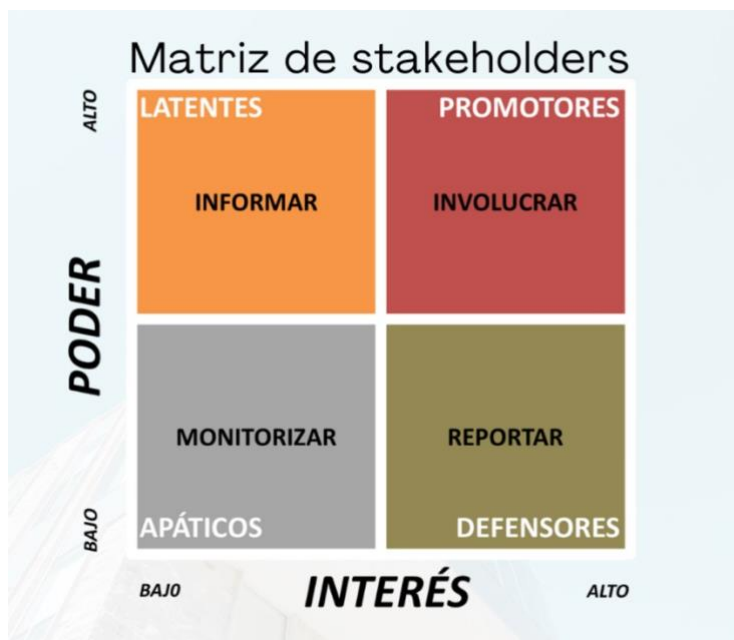 Matriz de stakeholders
ALTO
LATENTES
PROMOTORES
INFORMAR
INVOLUCRAR
PODER
MONITORIZAR
REPORTAR
BAJO
APÁTICOS
DEFENSORES
BAJ0
INTERÉS
ALTO